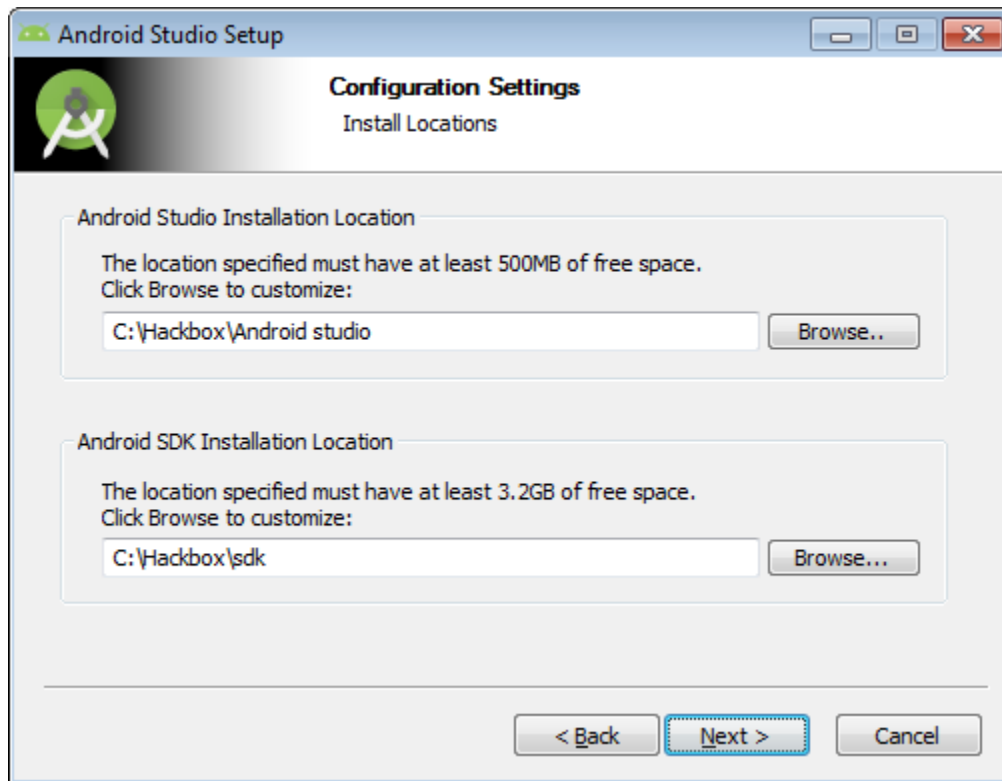 Android Studio Setup
Configuration Settings
Install Locations
Android Studio Installation Location
The location specified must have at least 500MB of free space.
Click Browse to customize:
C:\Hackbox\Android studio
Browse..
Android SDK Installation Location
The location specified must have at least 3.2GB of free space.
Click Browse to customize:
C:\Hackbox\sdk
Browse...
< Back
Next >
Cancel